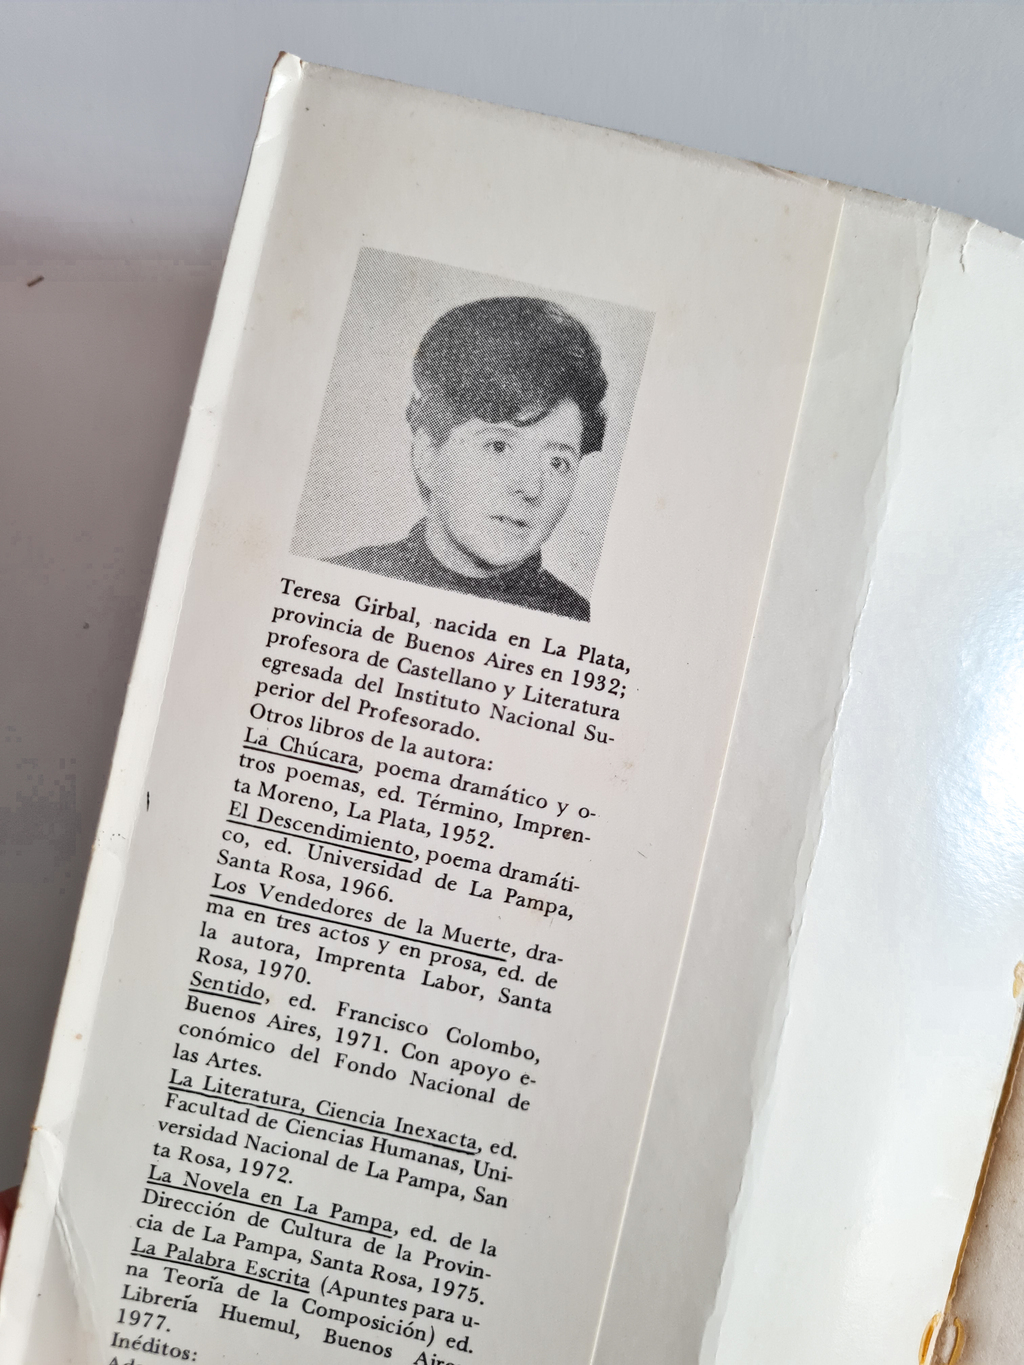 Teresa Girbal, nacida en La Plata,
provincia de Buenos Aires en 1932;
profesora de Castellano y Literatura
egresada del Instituto Nacional Su-
perior del Profesorado.
Otros libros de la autora:
La Chúcara, poema dramático y o-
tros poemas, ed. Término, Impren-
ta Moreno, La Plata, 1952.
El Descendimiento, poema dramáti-
co, ed. Universidad de La Pampa,
Santa Rosa, 1966.
Los Vendedores de la Muerte, dra-
ma en tres actos y en prosa, ed. de
la autora, Imprenta Labor, Santa
Rosa, 1970.
Sentido, ed. Francisco Colombo,
Buenos Aires, 1971. Con apoyo e-
conómico del Fondo Nacional de
las Artes.
La Literatura, Ciencia Inexacta, ed.
Facultad de Ciencias Humanas, Uni-
versidad Nacional de La Pampa, San
ta Rosa, 1972.
La Novela en La Pampa, ed. de la
Dirección de Cultura de la Provin-
cia de La Pampa, Santa Rosa, 1975.
La Palabra Escrita (Apuntes para u-
na Teoría de la Composición) ed.
Librería Huemul, Buenos
1977.
Inéditos: